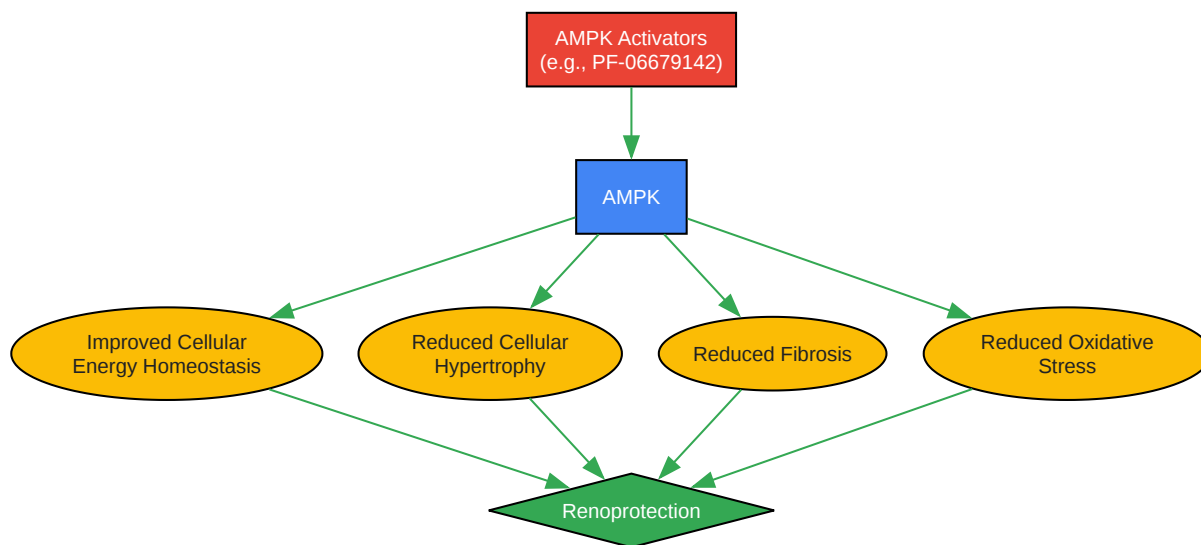 AMPK Activators
(e.g., PF-06679142)
AMPK
Improved Cellular
Energy Homeostasis
Reduced Cellular
Hypertrophy
Reduced Fibrosis
Reduced Oxidative
Stress
Renoprotection